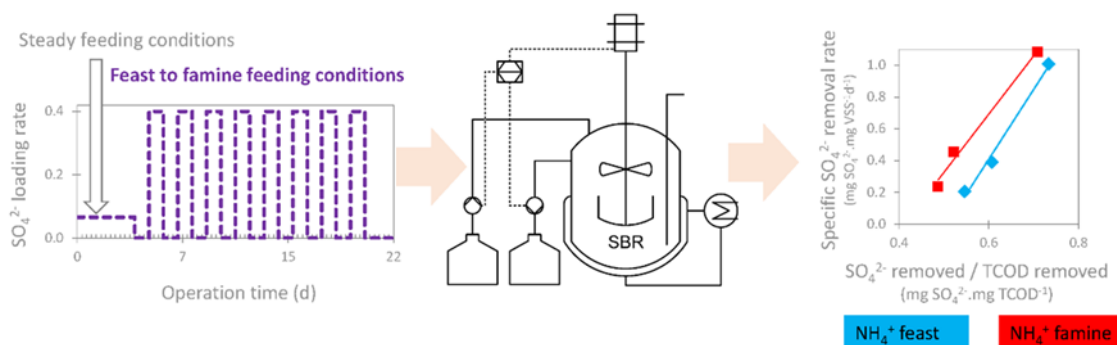 Steady feeding conditions
Feast to famine feeding conditions
SO₄²⁻ loading rate
0.4
0.2
0.0
0
7
15
22
Operation time (d)
SBR
Specific SO₄²⁻ removal rate
(mg SO₄²⁻.mg VSS⁻¹.d⁻¹)
1.0
0.8
0.6
0.4
0.2
0.0
0.4
0.6
0.8
SO₄²⁻ removed / TCOD removed
(mg SO₄²⁻.mg TCOD⁻¹)
NH₄⁺ feast
NH₄⁺ famine